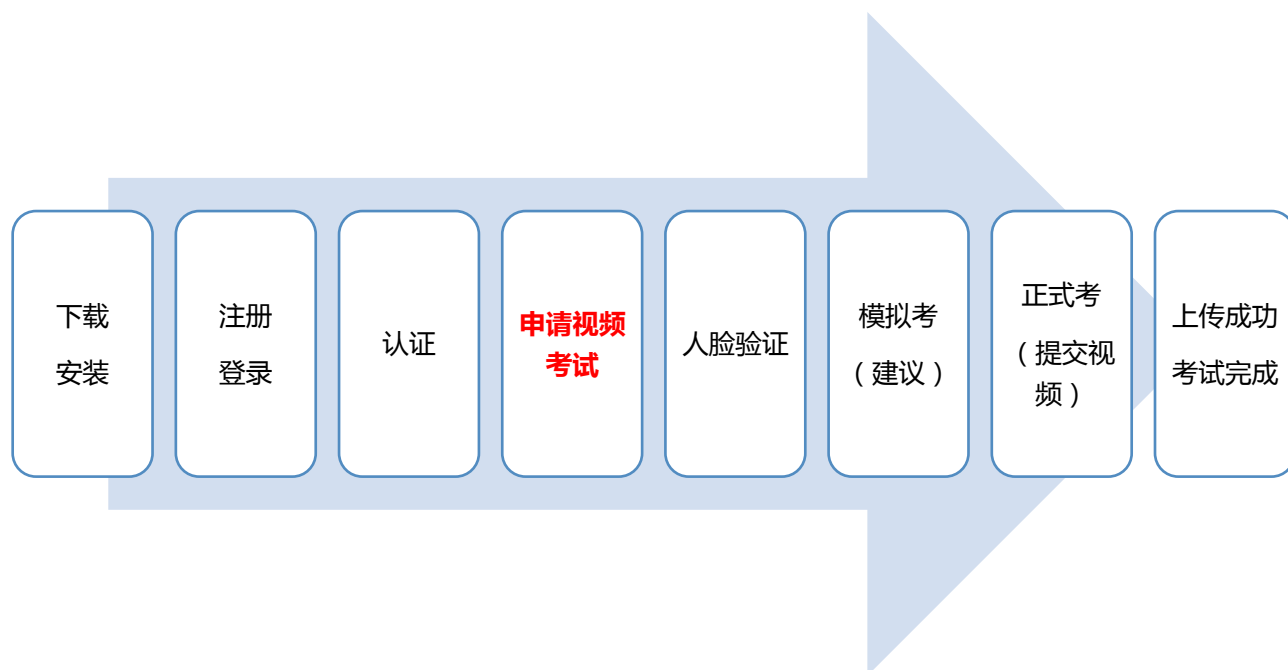 下载
安装
注册
登录
认证
申请视频
考试
人脸验证
模拟考
（建议）
正式考
（提交视
频）
上传成功
考试完成